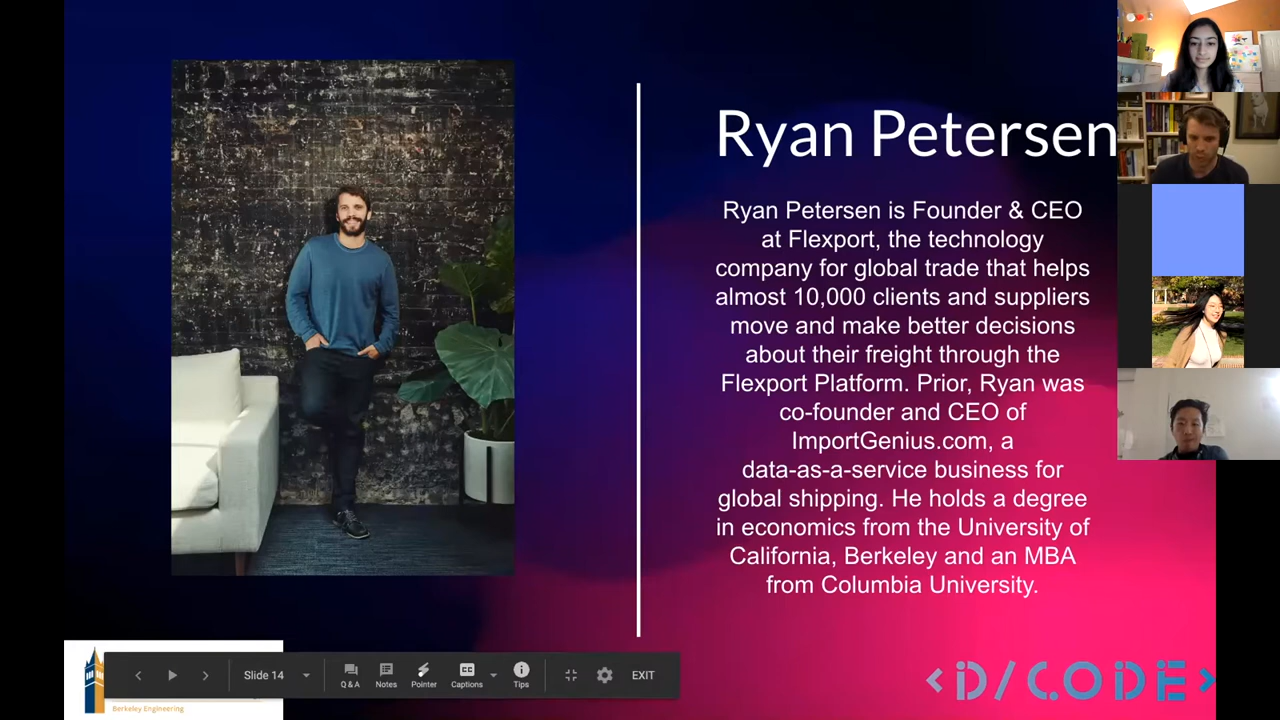 Ryan Petersen
Ryan Petersen is Founder & CEO
at Flexport, the technology
company for global trade that helps
almost 10,000 clients and suppliers
move and make better decisions
about their freight through the
Flexport Platform. Prior, Ryan was
co-founder and CEO of
ImportGenius.com, a
data-as-a-service business for
global shipping. He holds a degree
in economics from the University of
California, Berkeley and an MBA
from Columbia University.
Slide 14
Q & A
Notes
Pointer
Captions
Tips
EXIT
Berkeley Engineering
<D/CODE>